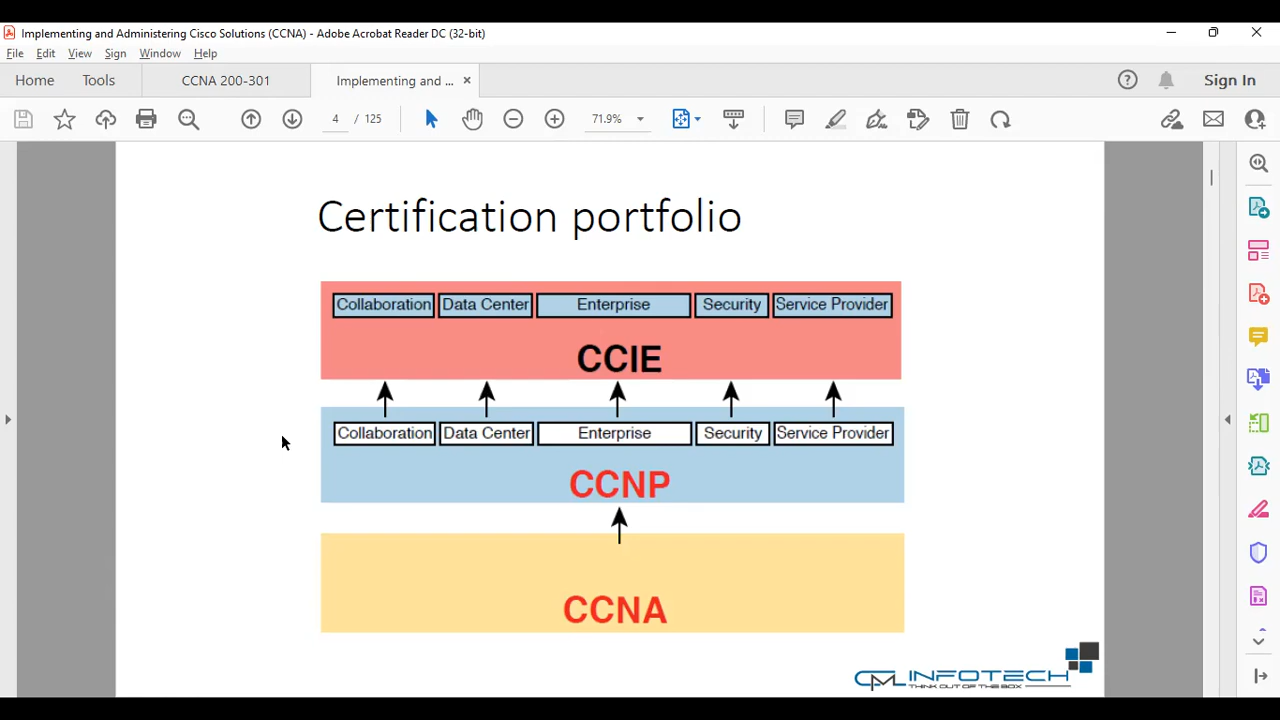 Implementing and Administering Cisco Solutions (CCNA) - Adobe Acrobat Reader DC (32-bit)
File Edit View Sign Window Help
Home Tools CCNA 200-301 Implementing and ... × Sign In
4 / 125 71.9%
Certification portfolio
Collaboration Data Center Enterprise Security Service Provider
CCIE
Collaboration Data Center Enterprise Security Service Provider
CCNP
CCNA
CML INFOTECH
THINK OUT OF THE BOX